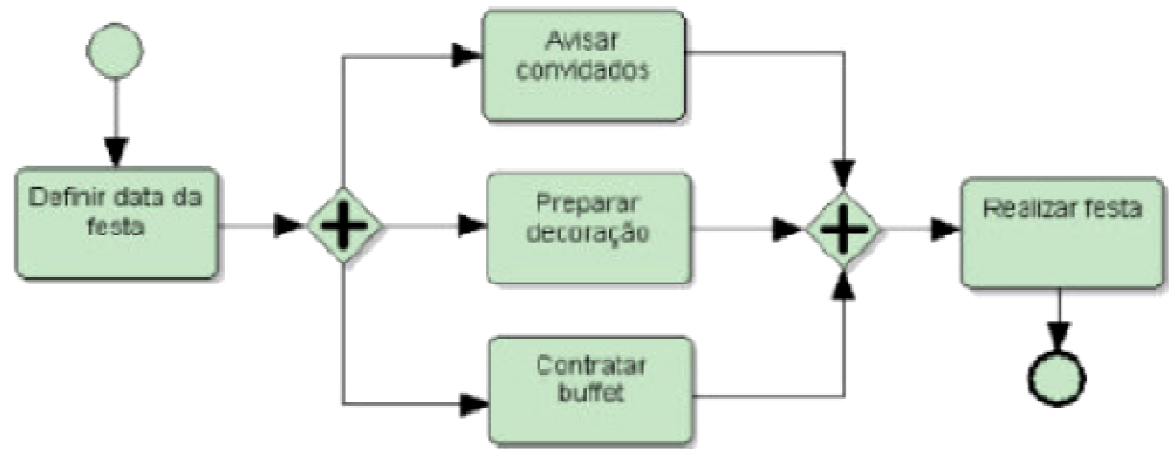 Avisar
convidados
Definir data da
festa
Preparar
decoração
Realizar festa
Contratar
buffet